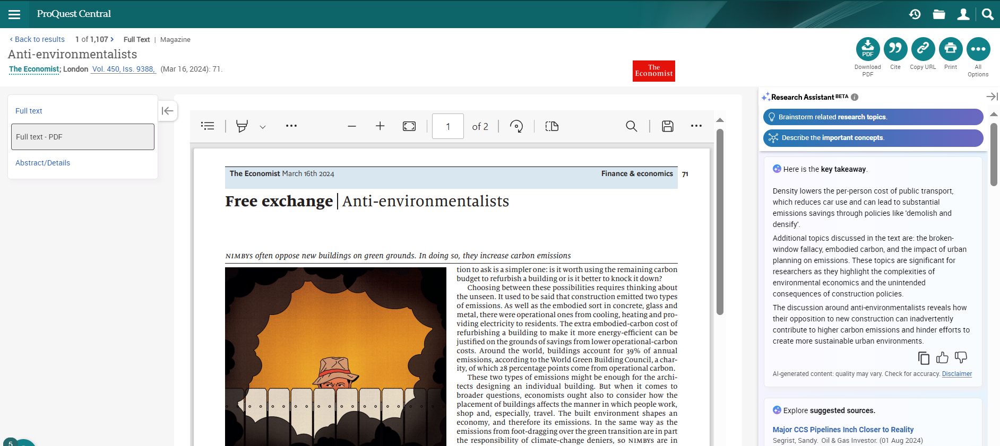 ProQuest Central
‹ Back to results 1 of 1,107 › Full Text | Magazine
Anti-environmentalists
The Economist; London Vol. 450, Iss. 9388, (Mar 16, 2024): 71.
The
Economist
PDF
Download
PDF
Cite
Copy URL
Print
All
Options
Full text
Full text - PDF
Abstract/Details
1 of 2
The Economist March 16th 2024
Finance & economics 71
Free exchange | Anti-environmentalists
NIMBYs often oppose new buildings on green grounds. In doing so, they increase carbon emissions
tion to ask is a simpler one: is it worth using the remaining carbon
budget to refurbish a building or is it better to knock it down?
Choosing between these possibilities requires thinking about
the unseen. It used to be said that construction emitted two types
of emissions. As well as the embodied sort in concrete, glass and
metal, there were operational ones from cooling, heating and pro-
viding electricity to residents. The extra embodied-carbon cost of
refurbishing a building to make it more energy-efficient can be
justified on the grounds of savings from lower operational-carbon
costs. Around the world, buildings account for 39% of annual
emissions, according to the World Green Building Council, a char-
ity, of which 28 percentage points come from operational carbon.
These two types of emissions might be enough for the archi-
tects designing an individual building. But when it comes to
broader questions, economists ought also to consider how the
placement of buildings affects the manner in which people work,
shop and, especially, travel. The built environment shapes an
economy, and therefore its emissions. In the same way as the
emissions from foot-dragging over the green transition are in part
the responsibility of climate-change deniers, so NIMBYs are in
Research Assistant BETA
Brainstorm related research topics.
Describe the important concepts.
Here is the key takeaway.
Density lowers the per-person cost of public transport,
which reduces car use and can lead to substantial
emissions savings through policies like 'demolish and
densify'.
Additional topics discussed in the text are: the broken-
window fallacy, embodied carbon, and the impact of urban
planning on emissions. These topics are significant for
researchers as they highlight the complexities of
environmental economics and the unintended
consequences of construction policies.
The discussion around anti-environmentalists reveals how
their opposition to new construction can inadvertently
contribute to higher carbon emissions and hinder efforts to
create more sustainable urban environments.
AI-generated content: quality may vary. Check for accuracy. Disclaimer
Explore suggested sources.
Major CCS Pipelines Inch Closer to Reality
Segrist, Sandy. Oil & Gas Investor. (01 Aug 2024)
5